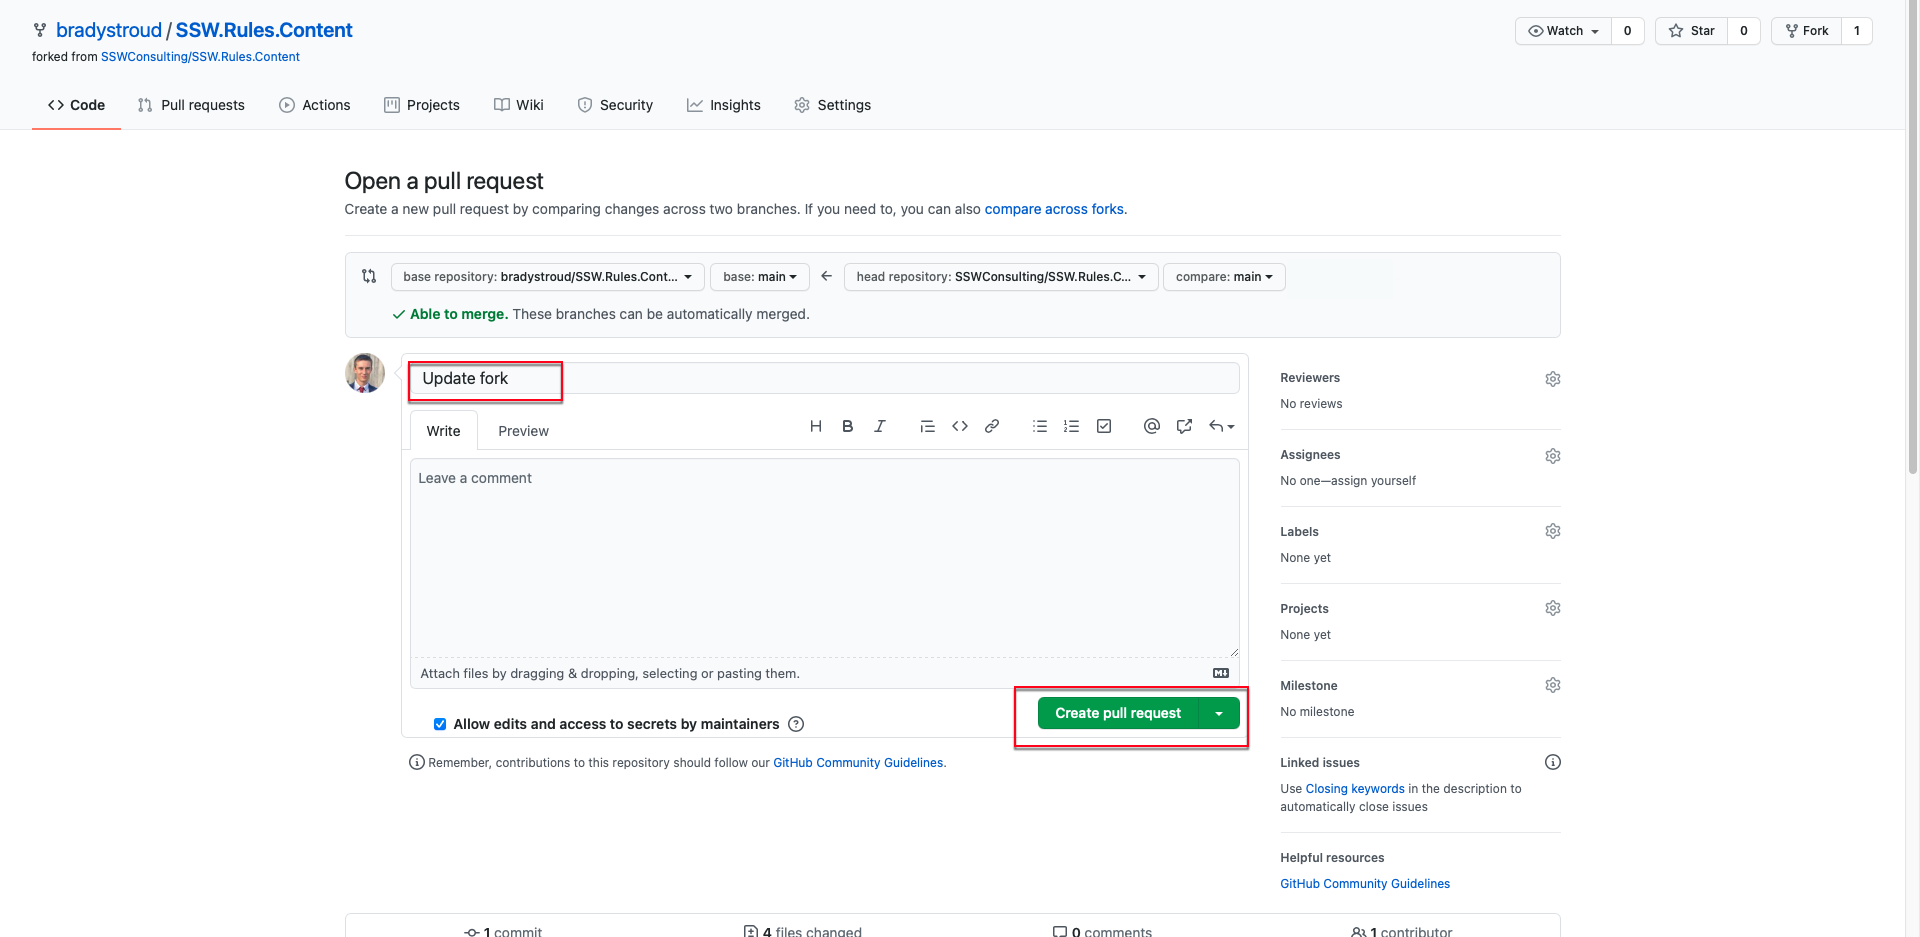 bradystroud / SSW.Rules.Content
Watch 0 Star 0 Fork 1
forked from SSWConsulting/SSW.Rules.Content
Code Pull requests Actions Projects Wiki Security Insights Settings
Open a pull request
Create a new pull request by comparing changes across two branches. If you need to, you can also compare across forks.
base repository: bradystroud/SSW.Rules.Cont... base: main head repository: SSWConsulting/SSW.Rules.C... compare: main
Able to merge. These branches can be automatically merged.
Update fork
Write Preview
Leave a comment
Attach files by dragging & dropping, selecting or pasting them.
Allow edits and access to secrets by maintainers
Create pull request
Remember, contributions to this repository should follow our GitHub Community Guidelines.
Reviewers
No reviews
Assignees
No one—assign yourself
Labels
None yet
Projects
None yet
Milestone
No milestone
Linked issues
Use Closing keywords in the description to
automatically close issues
Helpful resources
GitHub Community Guidelines
1 commit 4 files changed 0 comments 1 contributor